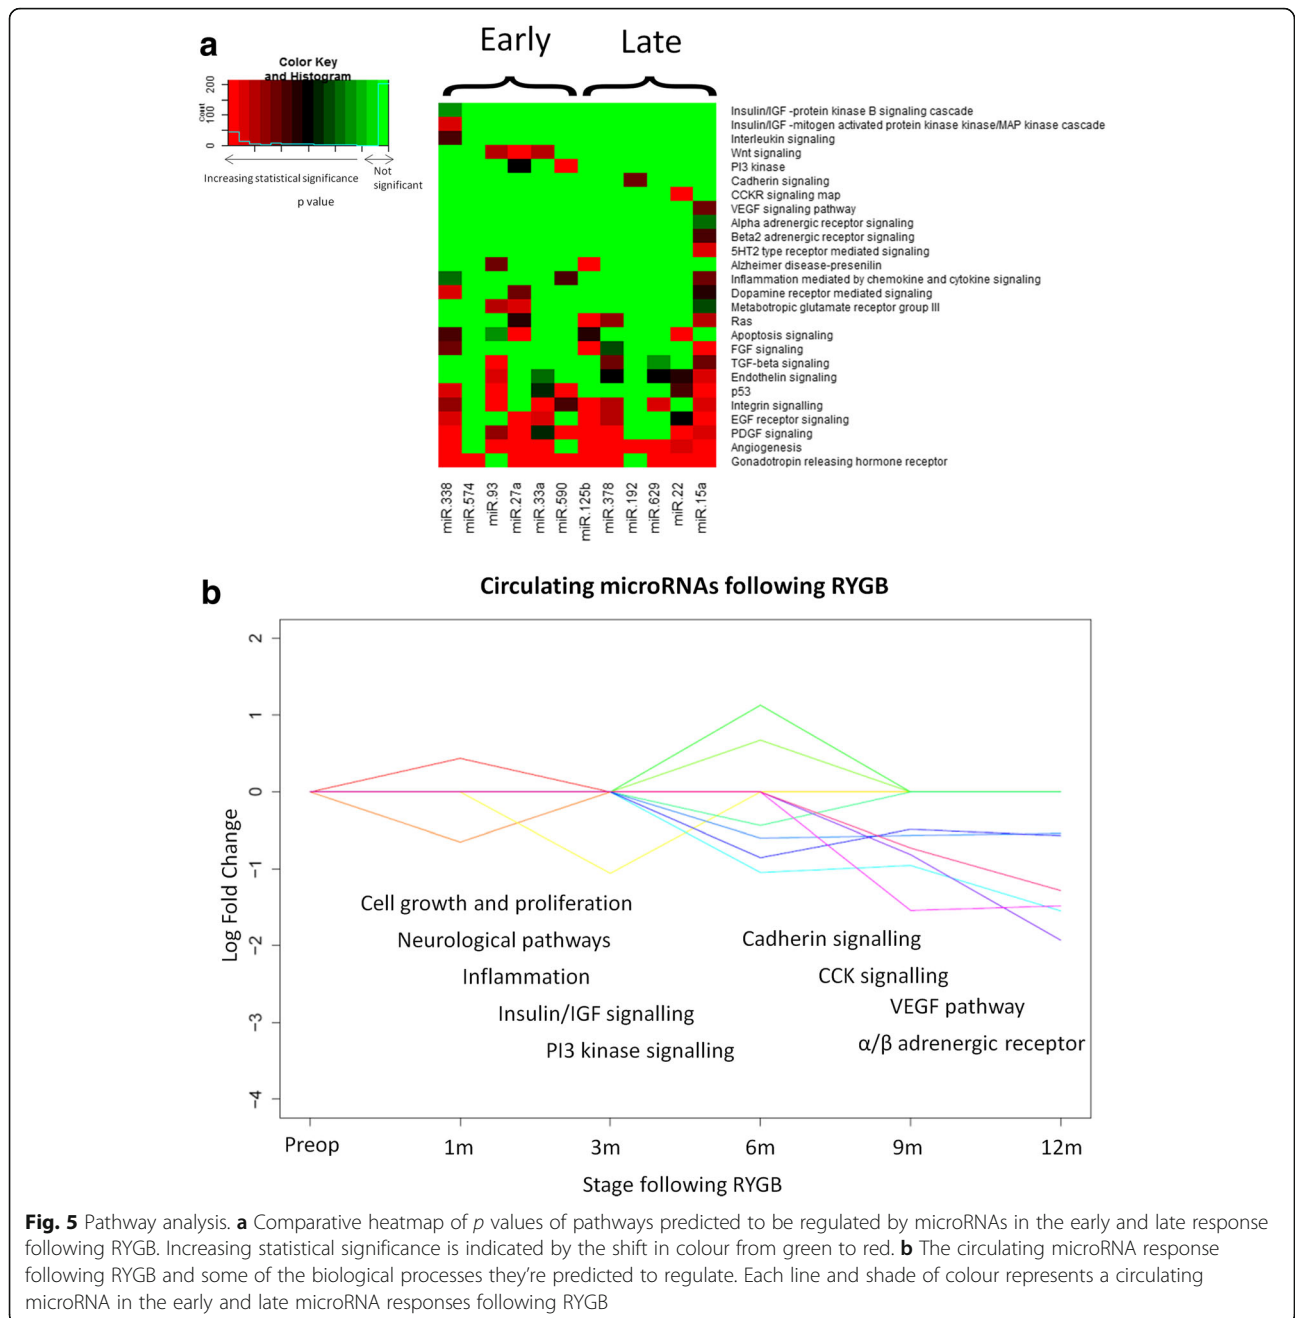 a
Early Late
Color Key
and Histogram
Count
0 100 200
Increasing statistical significance
Not
significant
p value
Insulin/IGF -protein kinase B signaling cascade
Insulin/IGF -mitogen activated protein kinase kinase/MAP kinase cascade
Interleukin signaling
Wnt signaling
PI3 kinase
Cadherin signaling
CCKR signaling map
VEGF signaling pathway
Alpha adrenergic receptor signaling
Beta2 adrenergic receptor signaling
5HT2 type receptor mediated signaling
Alzheimer disease-presenilin
Inflammation mediated by chemokine and cytokine signaling
Dopamine receptor mediated signaling
Metabotropic glutamate receptor group III
Ras
Apoptosis signaling
FGF signaling
TGF-beta signaling
Endothelin signaling
p53
Integrin signalling
EGF receptor signaling
PDGF signaling
Angiogenesis
Gonadotropin releasing hormone receptor
miR.338
miR.574
miR.93
miR.27a
miR.33a
miR.590
miR.125b
miR.378
miR.192
miR.629
miR.22
miR.15a
b
Circulating microRNAs following RYGB
Log Fold Change
2
1
0
-1
-2
-3
-4
Cell growth and proliferation
Neurological pathways
Inflammation
Insulin/IGF signalling
PI3 kinase signalling
Cadherin signalling
CCK signalling
VEGF pathway
α/β adrenergic receptor
Preop 1m 3m 6m 9m 12m
Stage following RYGB
Fig. 5 Pathway analysis. a Comparative heatmap of p values of pathways predicted to be regulated by microRNAs in the early and late response
following RYGB. Increasing statistical significance is indicated by the shift in colour from green to red. b The circulating microRNA response
following RYGB and some of the biological processes they're predicted to regulate. Each line and shade of colour represents a circulating
microRNA in the early and late microRNA responses following RYGB